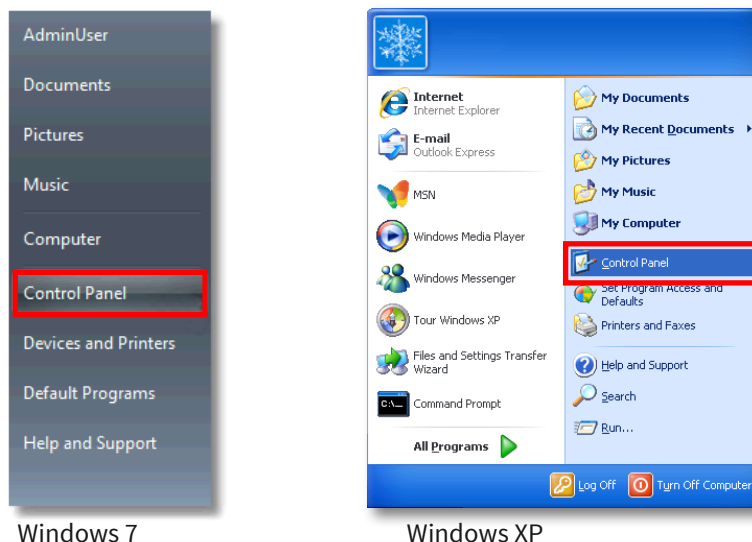 AdminUser
Documents
Pictures
Music
Computer
Control Panel
Devices and Printers
Default Programs
Help and Support
Windows 7
Internet
Internet Explorer
E-mail
Outlook Express
MSN
Windows Media Player
Windows Messenger
Tour Windows XP
Files and Settings Transfer
Wizard
C:\_
Command Prompt
All Programs
My Documents
My Recent Documents
My Pictures
My Music
My Computer
Control Panel
Set Program Access and
Defaults
Printers and Faxes
Help and Support
Search
Run...
Log Off
Turn Off Computer
Windows XP